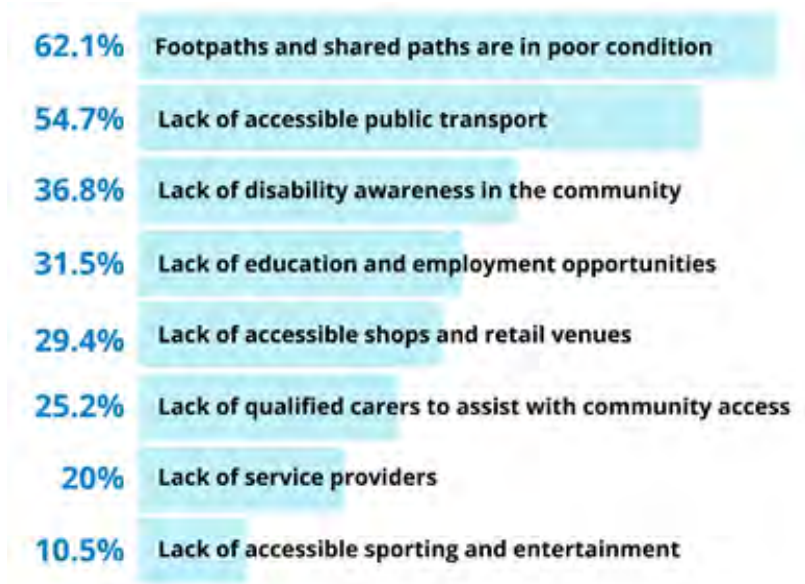 62.1% Footpaths and shared paths are in poor condition
54.7% Lack of accessible public transport
36.8% Lack of disability awareness in the community
31.5% Lack of education and employment opportunities
29.4% Lack of accessible shops and retail venues
25.2% Lack of qualified carers to assist with community access
20% Lack of service providers
10.5% Lack of accessible sporting and entertainment